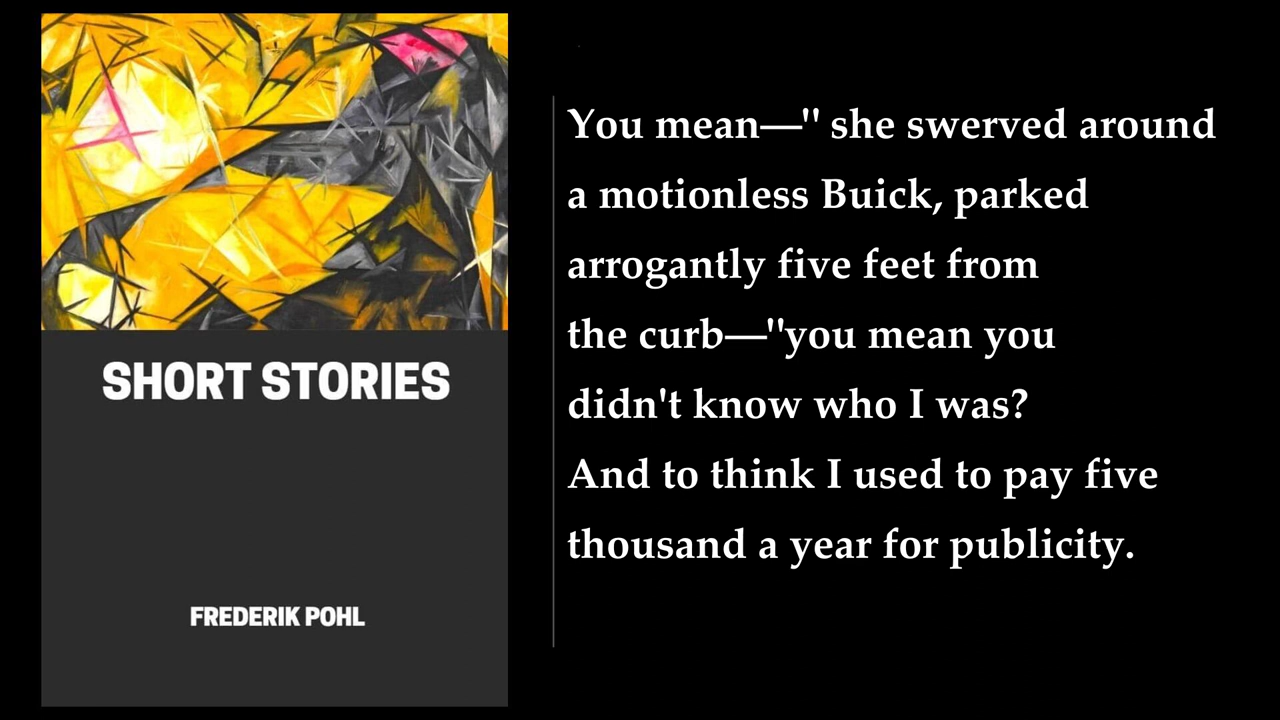 SHORT STORIES
FREDERIK POHL
You mean—" she swerved around
a motionless Buick, parked
arrogantly five feet from
the curb—"you mean you
didn't know who I was?
And to think I used to pay five
thousand a year for publicity.